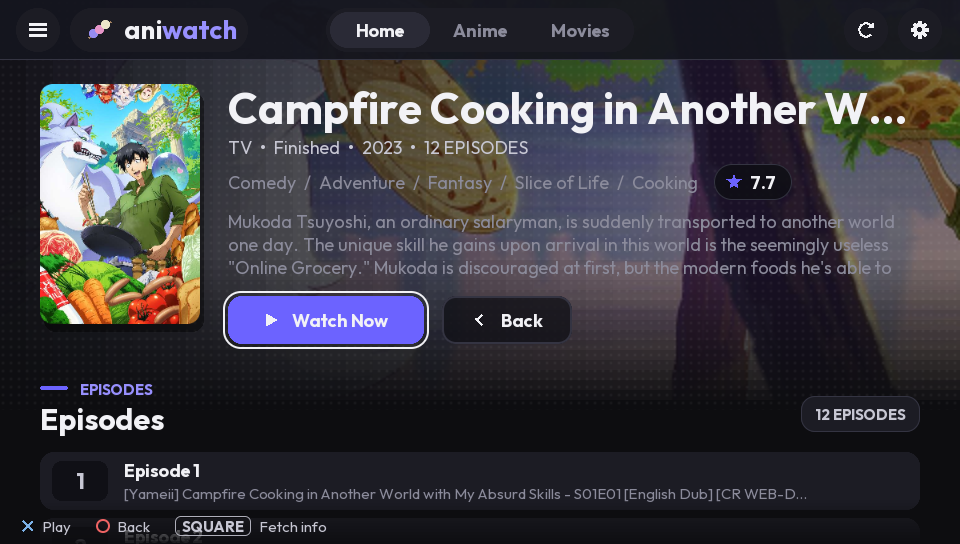 aniwatch
Home
Anime
Movies
Campfire Cooking in Another W...
TV • Finished • 2023 • 12 EPISODES
Comedy / Adventure / Fantasy / Slice of Life / Cooking
7.7
Mukoda Tsuyoshi, an ordinary salaryman, is suddenly transported to another world
one day. The unique skill he gains upon arrival in this world is the seemingly useless
"Online Grocery." Mukoda is discouraged at first, but the modern foods he's able to
Watch Now
Back
EPISODES
Episodes
12 EPISODES
1
Episode 1
[Yameii] Campfire Cooking in Another World with My Absurd Skills - S01E01 [English Dub] [CR WEB-D...
Play
Back
SQUARE
Fetch info
2
Episode 2